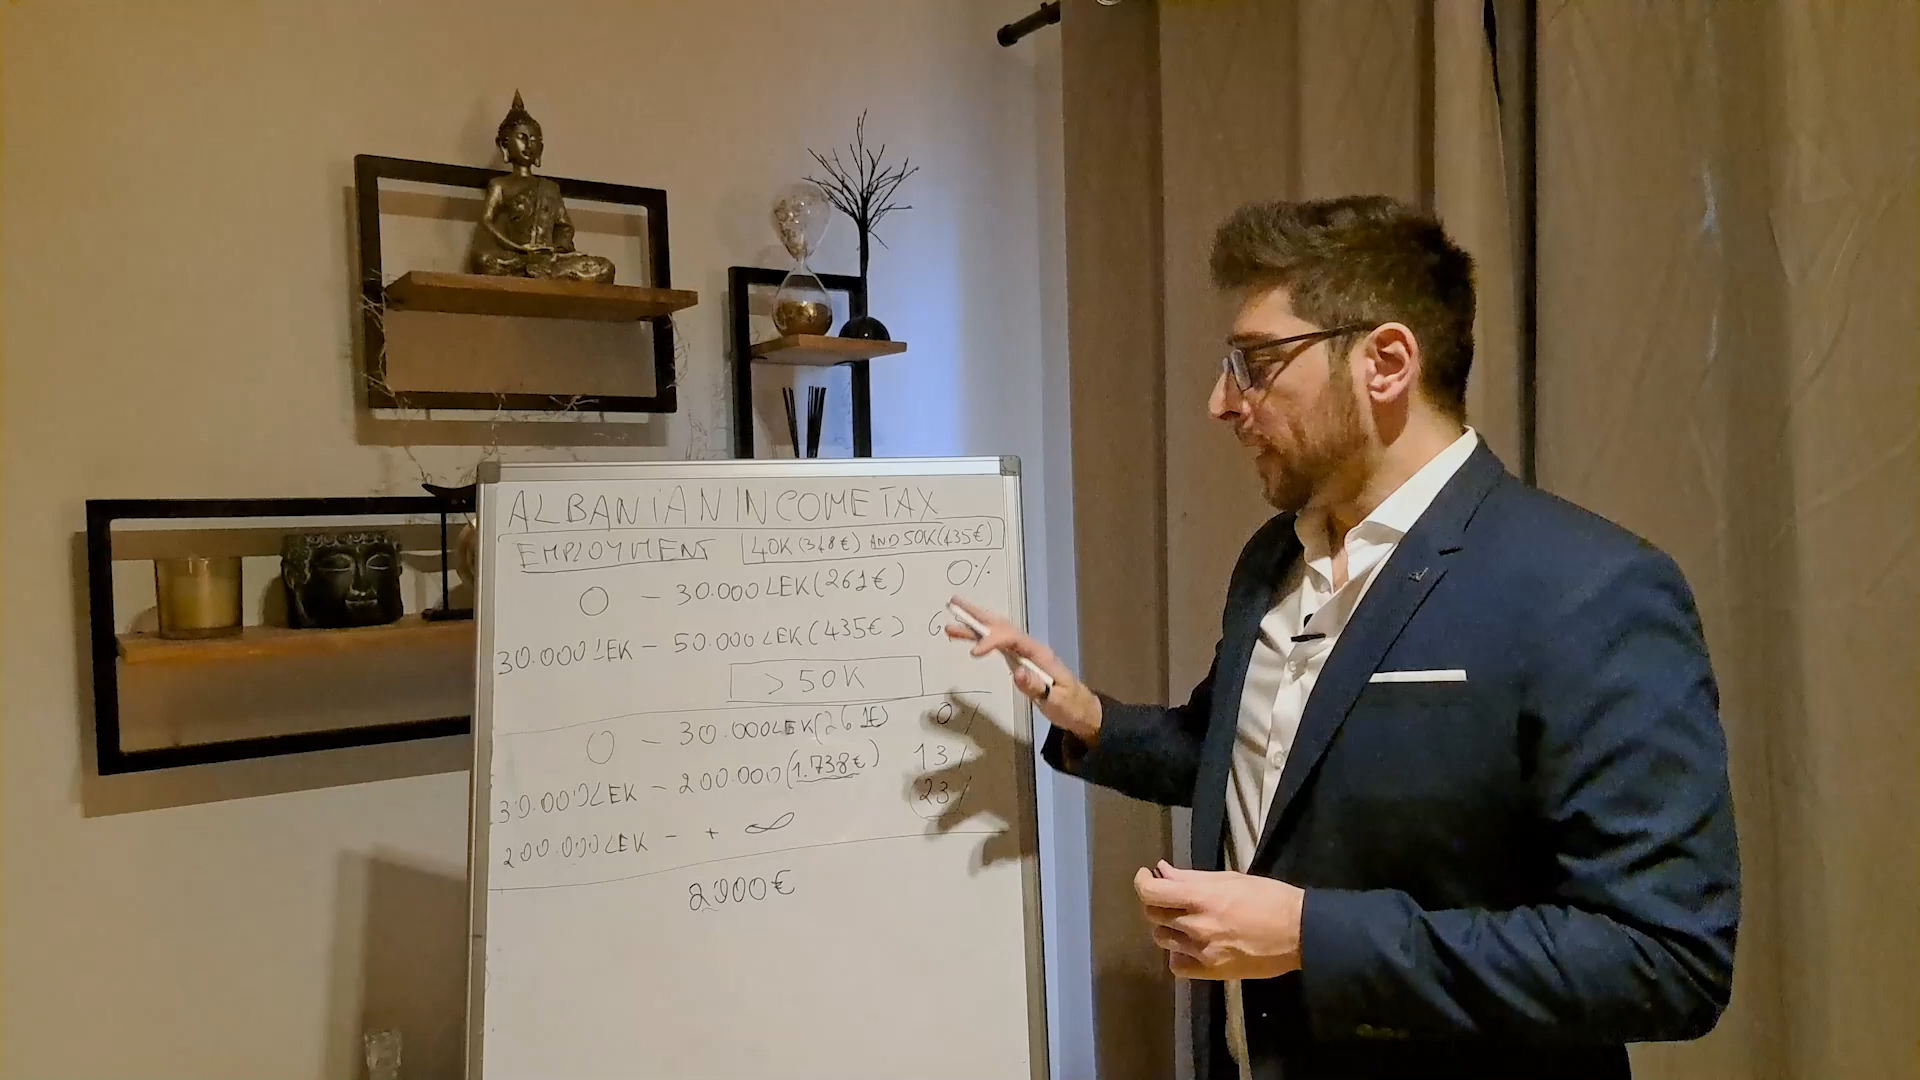 ALBANIAN INCOME TAX
EMPLOYMENT 40K (348€) AND 50K (435€)
0 - 30.000 LEK (261€) 0%
30.000 LEK - 50.000 LEK (435€) 6
> 50K
0 - 30.000 LEK (261€) 0%
30.000 LEK - 200.000 (1.738€) 13%
200.000 LEK - + ∞ 23%
2000€